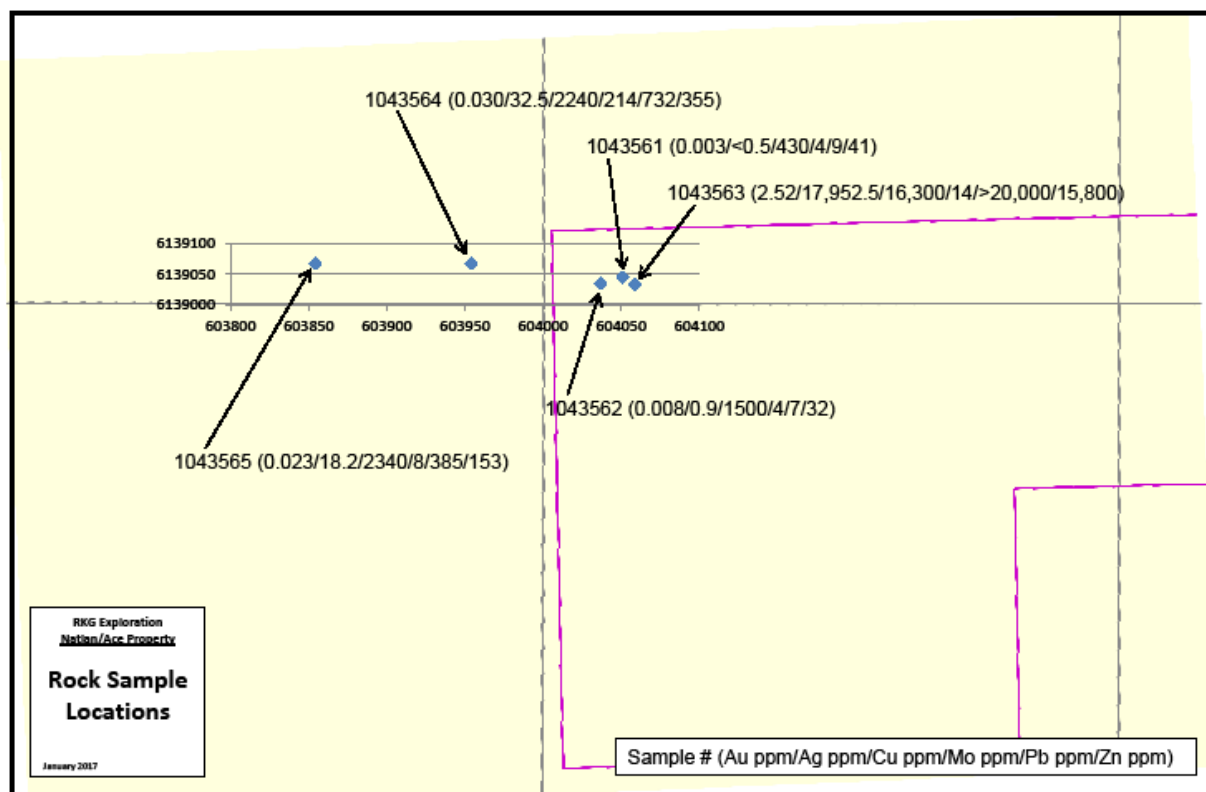 1043564 (0.030/32.5/2240/214/732/355)
1043561 (0.003/<0.5/430/4/9/41)
1043563 (2.52/17,952.5/16,300/14/>20,000/15,800)
6139100
6139050
6139000
603800 603850 603900 603950 604000 604050 604100
1043562 (0.008/0.9/1500/4/7/32)
1043565 (0.023/18.2/2340/8/385/153)
RKG Exploration
Natlan/Ace Property
Rock Sample
Locations
January 2017
Sample # (Au ppm/Ag ppm/Cu ppm/Mo ppm/Pb ppm/Zn ppm)